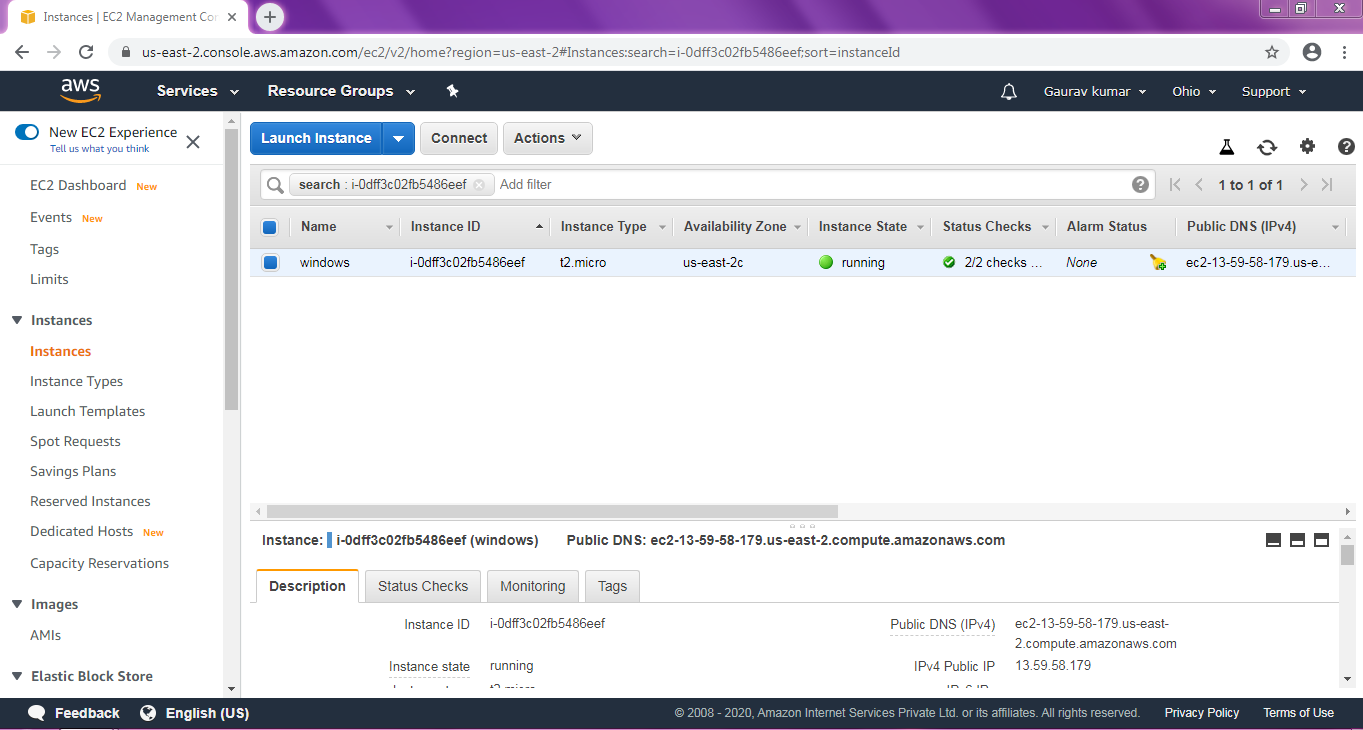 Instances | EC2 Management Cor
us-east-2.console.aws.amazon.com/ec2/v2/home?region=us-east-2#Instances:search=i-0dff3c02fb5486eef;sort=instanceId
aws Services Resource Groups Gaurav kumar Ohio Support
New EC2 Experience
Tell us what you think
EC2 Dashboard New
Events New
Tags
Limits
Instances
Instances
Instance Types
Launch Templates
Spot Requests
Savings Plans
Reserved Instances
Dedicated Hosts New
Capacity Reservations
Images
AMIs
Elastic Block Store
Launch Instance Connect Actions
search : i-0dff3c02fb5486eef Add filter 1 to 1 of 1
Name Instance ID Instance Type Availability Zone Instance State Status Checks Alarm Status Public DNS (IPv4)
windows i-0dff3c02fb5486eef t2.micro us-east-2c running 2/2 checks ... None ec2-13-59-58-179.us-e...
Instance: i-0dff3c02fb5486eef (windows) Public DNS: ec2-13-59-58-179.us-east-2.compute.amazonaws.com
Description Status Checks Monitoring Tags
Instance ID i-0dff3c02fb5486eef Public DNS (IPv4) ec2-13-59-58-179.us-east-
2.compute.amazonaws.com
Instance state running IPv4 Public IP 13.59.58.179
Feedback English (US) © 2008 - 2020, Amazon Internet Services Private Ltd. or its affiliates. All rights reserved. Privacy Policy Terms of Use